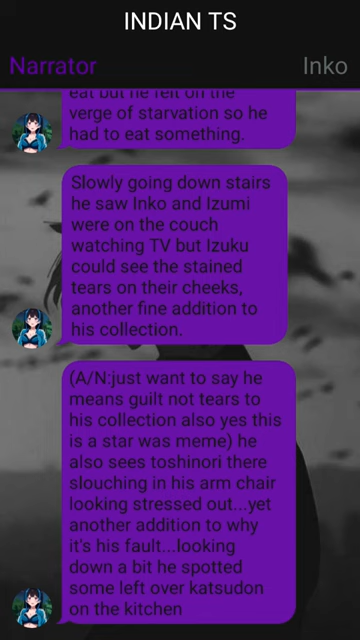 INDIAN TS
Narrator
Inko
eat but he felt on the
verge of starvation so he
had to eat something.
Slowly going down stairs
he saw Inko and Izumi
were on the couch
watching TV but Izuku
could see the stained
tears on their cheeks,
another fine addition to
his collection.
(A/N:just want to say he
means guilt not tears to
his collection also yes this
is a star was meme) he
also sees toshinori there
slouching in his arm chair
looking stressed out...yet
another addition to why
it's his fault...looking
down a bit he spotted
some left over katsudon
on the kitchen